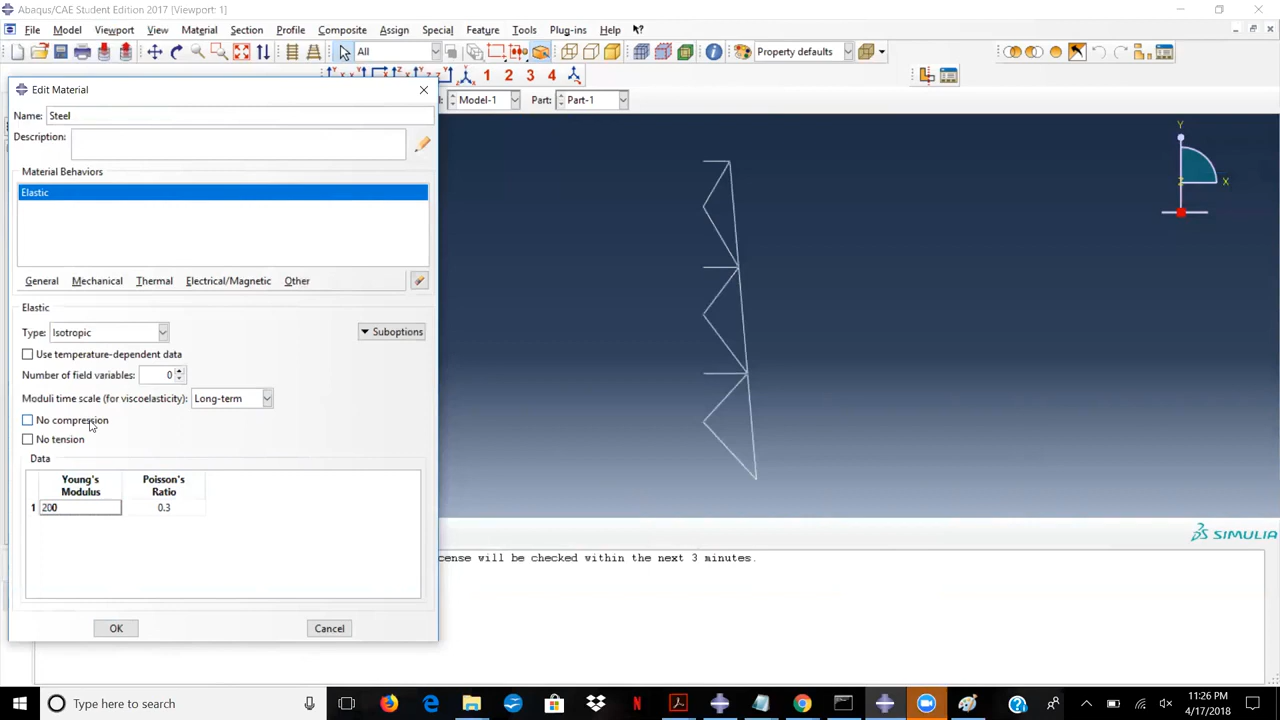 Abaqus/CAE Student Edition 2017 [Viewport: 1]
File Model Viewport View Material Section Profile Composite Assign Special Feature Tools Plug-ins Help
All
Property defaults
1 2 3 4
Model-1 Part: Part-1
Edit Material
Name: Steel
Description:
Material Behaviors
Elastic
General Mechanical Thermal Electrical/Magnetic Other
Elastic
Type: Isotropic
Suboptions
Use temperature-dependent data
Number of field variables: 0
Moduli time scale (for viscoelasticity): Long-term
No compression
No tension
Data
Young's Modulus
Poisson's Ratio
1 200 0.3
OK Cancel
Y
Z
X
SIMULIA
cense will be checked within the next 3 minutes.
Type here to search
11:26 PM
4/17/2018